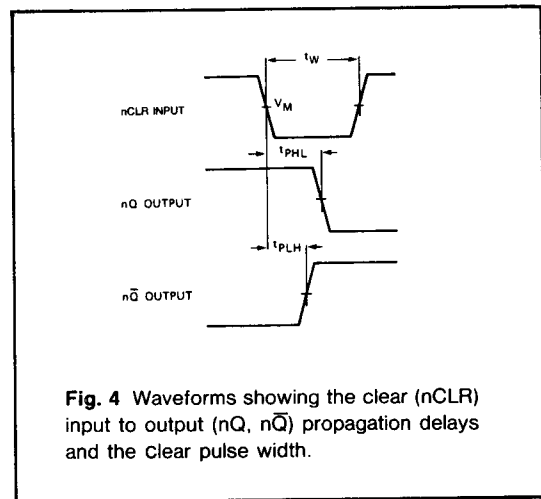 tW
nCLR INPUT
VM
tPHL
nQ OUTPUT
tPLH
nQ̅ OUTPUT
Fig. 4 Waveforms showing the clear (nCLR)
input to output (nQ, nQ̅) propagation delays
and the Clear pulse width.